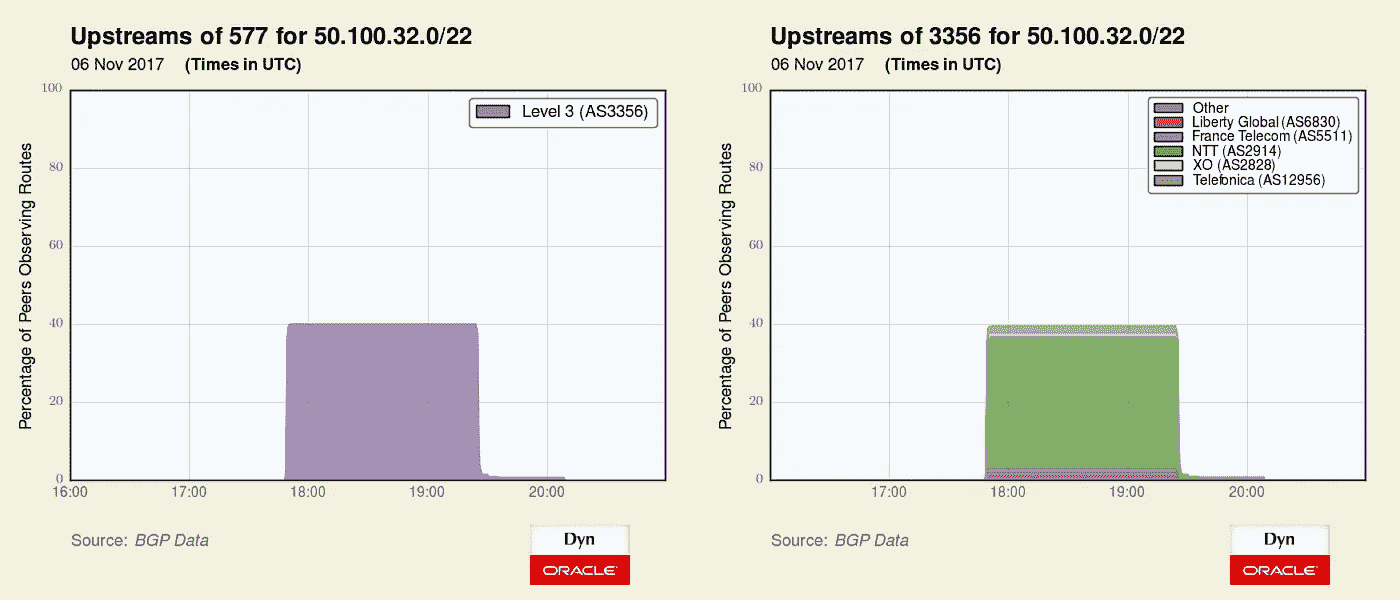 Upstreams of 577 for 50.100.32.0/22
06 Nov 2017 (Times in UTC)
Percentage of Peers Observing Routes
100
80
60
40
20
0
16:00 17:00 18:00 19:00 20:00
Level 3 (AS3356)
Source: BGP Data
Dyn
ORACLE
Upstreams of 3356 for 50.100.32.0/22
06 Nov 2017 (Times in UTC)
Percentage of Peers Observing Routes
100
80
60
40
20
0
17:00 18:00 19:00 20:00
Other
Liberty Global (AS6830)
France Telecom (AS5511)
NTT (AS2914)
XO (AS2828)
Telefonica (AS12956)
Source: BGP Data
Dyn
ORACLE